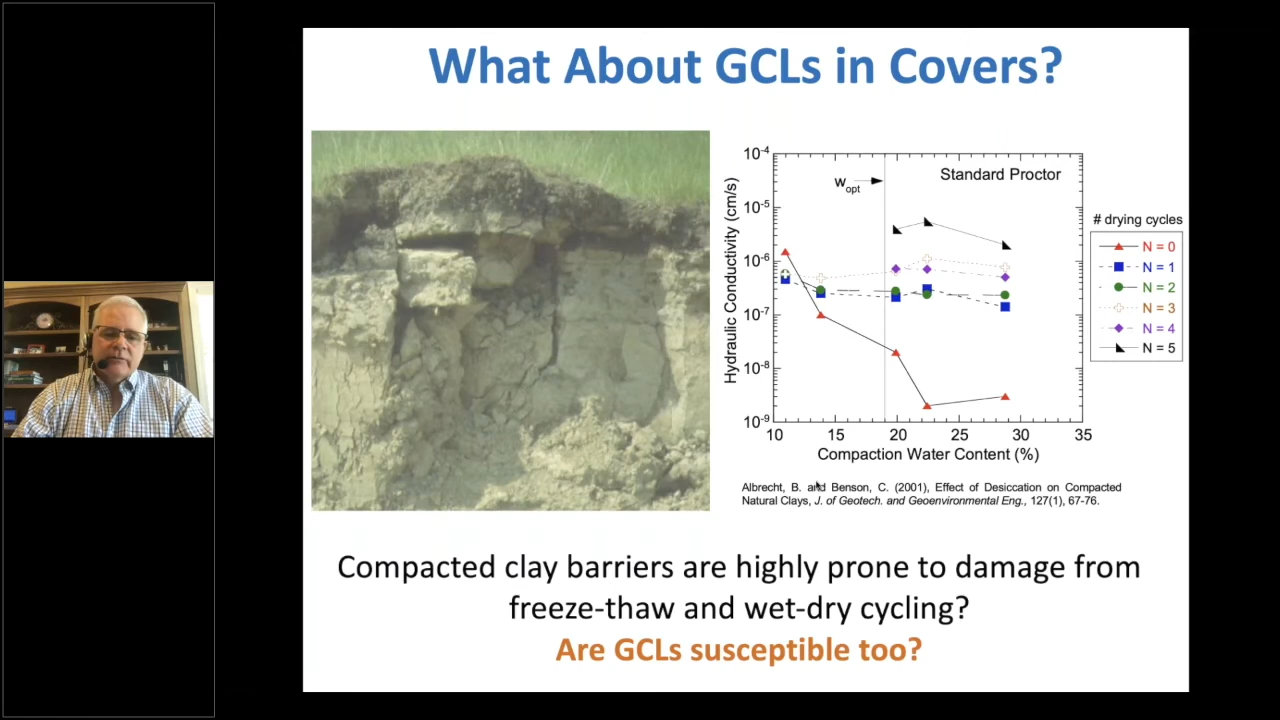 What About GCLs in Covers?
10-4
10-5
10-6
10-7
10-8
10-9
Hydraulic Conductivity (cm/s)
wopt
Standard Proctor
10 15 20 25 30 35
Compaction Water Content (%)
# drying cycles
N = 0
N = 1
N = 2
N = 3
N = 4
N = 5
Albrecht, B. and Benson, C. (2001), Effect of Desiccation on Compacted
Natural Clays, J. of Geotech. and Geoenvironmental Eng., 127(1), 67-76.
Compacted clay barriers are highly prone to damage from
freeze-thaw and wet-dry cycling?
Are GCLs susceptible too?